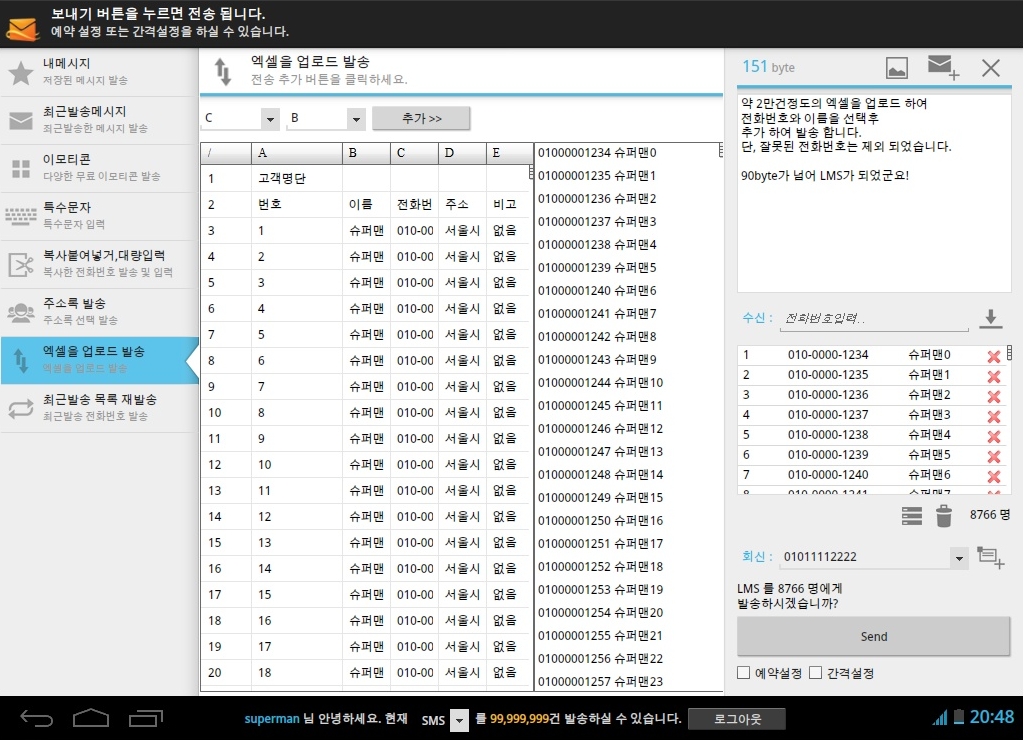 보내기 버튼을 누르면 전송 됩니다.
예약 설정 또는 간격설정을 하실 수 있습니다.
내메시지
저장된 메시지 발송
최근발송메시지
최근발송한 메시지 발송
이모티콘
다양한 무료 이모티콘 발송
특수문자
특수문자 입력
복사붙여넣거,대량입력
복사한 전화번호 발송 및 입력
주소록 발송
주소록 선택 발송
엑셀을 업로드 발송
엑셀을 업로드 발송
최근발송 목록 재발송
최근발송 전화번호 발송
엑셀을 업로드 발송
전송 추가 버튼을 클릭하세요.
C B 추가 >>
/ A B C D E
1 고객명단
2 번호 이름 전화번 주소 비고
3 1 슈퍼맨 010-00 서울시 없음
4 2 슈퍼맨 010-00 서울시 없음
5 3 슈퍼맨 010-00 서울시 없음
6 4 슈퍼맨 010-00 서울시 없음
7 5 슈퍼맨 010-00 서울시 없음
8 6 슈퍼맨 010-00 서울시 없음
9 7 슈퍼맨 010-00 서울시 없음
10 8 슈퍼맨 010-00 서울시 없음
11 9 슈퍼맨 010-00 서울시 없음
12 10 슈퍼맨 010-00 서울시 없음
13 11 슈퍼맨 010-00 서울시 없음
14 12 슈퍼맨 010-00 서울시 없음
15 13 슈퍼맨 010-00 서울시 없음
16 14 슈퍼맨 010-00 서울시 없음
17 15 슈퍼맨 010-00 서울시 없음
18 16 슈퍼맨 010-00 서울시 없음
19 17 슈퍼맨 010-00 서울시 없음
20 18 슈퍼맨 010-00 서울시 없음
01000001234 슈퍼맨0
01000001235 슈퍼맨1
01000001236 슈퍼맨2
01000001237 슈퍼맨3
01000001238 슈퍼맨4
01000001239 슈퍼맨5
01000001240 슈퍼맨6
01000001241 슈퍼맨7
01000001242 슈퍼맨8
01000001243 슈퍼맨9
01000001244 슈퍼맨10
01000001245 슈퍼맨11
01000001246 슈퍼맨12
01000001247 슈퍼맨13
01000001248 슈퍼맨14
01000001249 슈퍼맨15
01000001250 슈퍼맨16
01000001251 슈퍼맨17
01000001252 슈퍼맨18
01000001253 슈퍼맨19
01000001254 슈퍼맨20
01000001255 슈퍼맨21
01000001256 슈퍼맨22
01000001257 슈퍼맨23
151 byte
약 2만건정도의 엑셀을 업로드 하여
전화번호와 이름을 선택후
추가 하여 발송 합니다.
단, 잘못된 전화번호는 제외 되었습니다.
90byte가 넘어 LMS가 되었군요!
수신 : 전화번호입력..
1 010-0000-1234 슈퍼맨0
2 010-0000-1235 슈퍼맨1
3 010-0000-1236 슈퍼맨2
4 010-0000-1237 슈퍼맨3
5 010-0000-1238 슈퍼맨4
6 010-0000-1239 슈퍼맨5
7 010-0000-1240 슈퍼맨6
8 010-0000-1241 슈퍼맨7
8766 명
회신 : 01011112222
LMS 를 8766 명에게
발송하시겠습니까?
Send
예약설정 간격설정
superman 님 안녕하세요. 현재 SMS 를 99,999,999건 발송하실 수 있습니다. 로그아웃 20:48